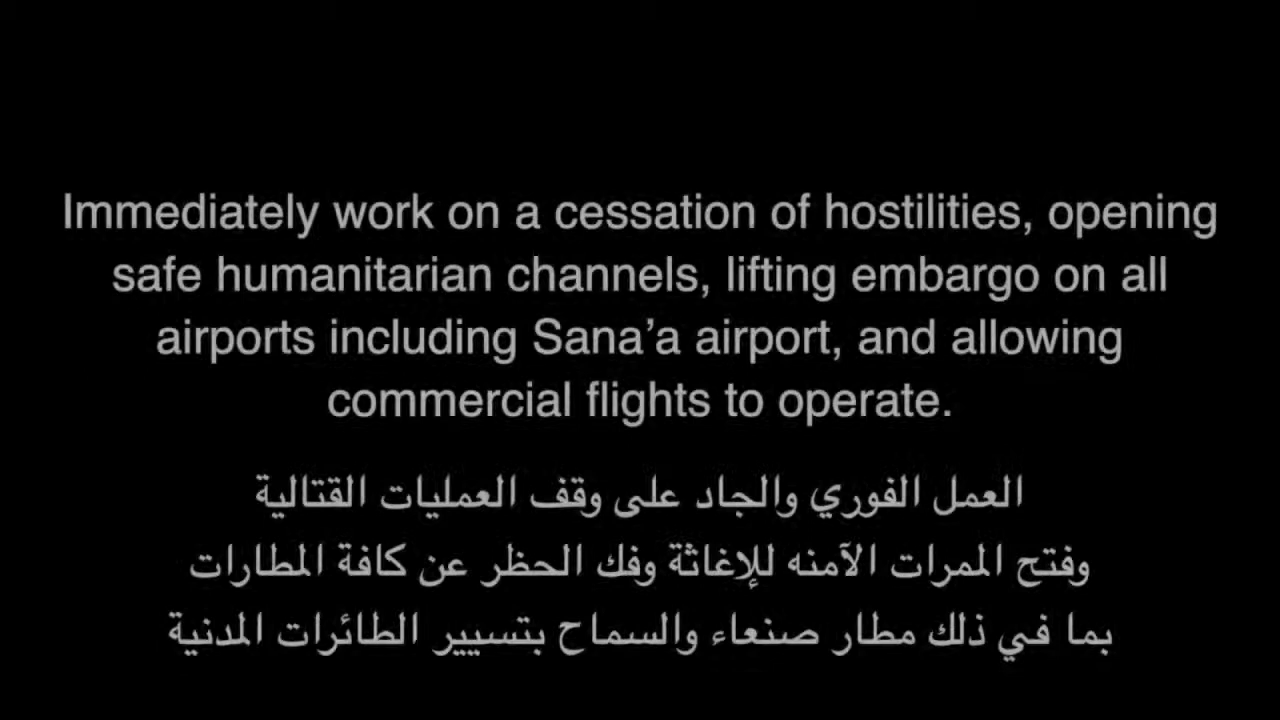 Immediately work on a cessation of hostilities, opening
safe humanitarian channels, lifting embargo on all
airports including Sana’a airport, and allowing
commercial flights to operate.
العمل الفوري والجاد على وقف العمليات القتالية
وفتح الممرات الآمنه للإغاثة وفك الحظر عن كافة المطارات
بما في ذلك مطار صنعاء والسماح بتسيير الطائرات المدنية